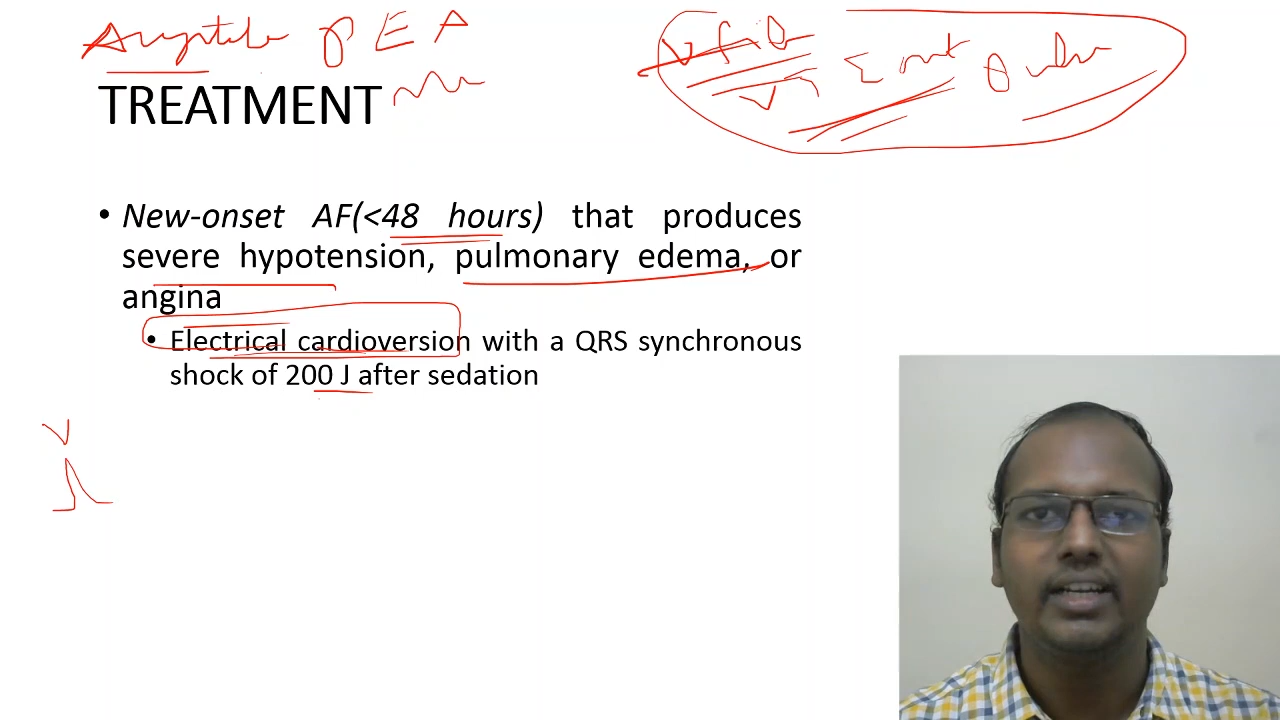 PEA
TREATMENT
• New-onset AF(<48 hours) that produces
severe hypotension, pulmonary edema, or
angina
• Electrical cardioversion with a QRS synchronous
shock of 200 J after sedation